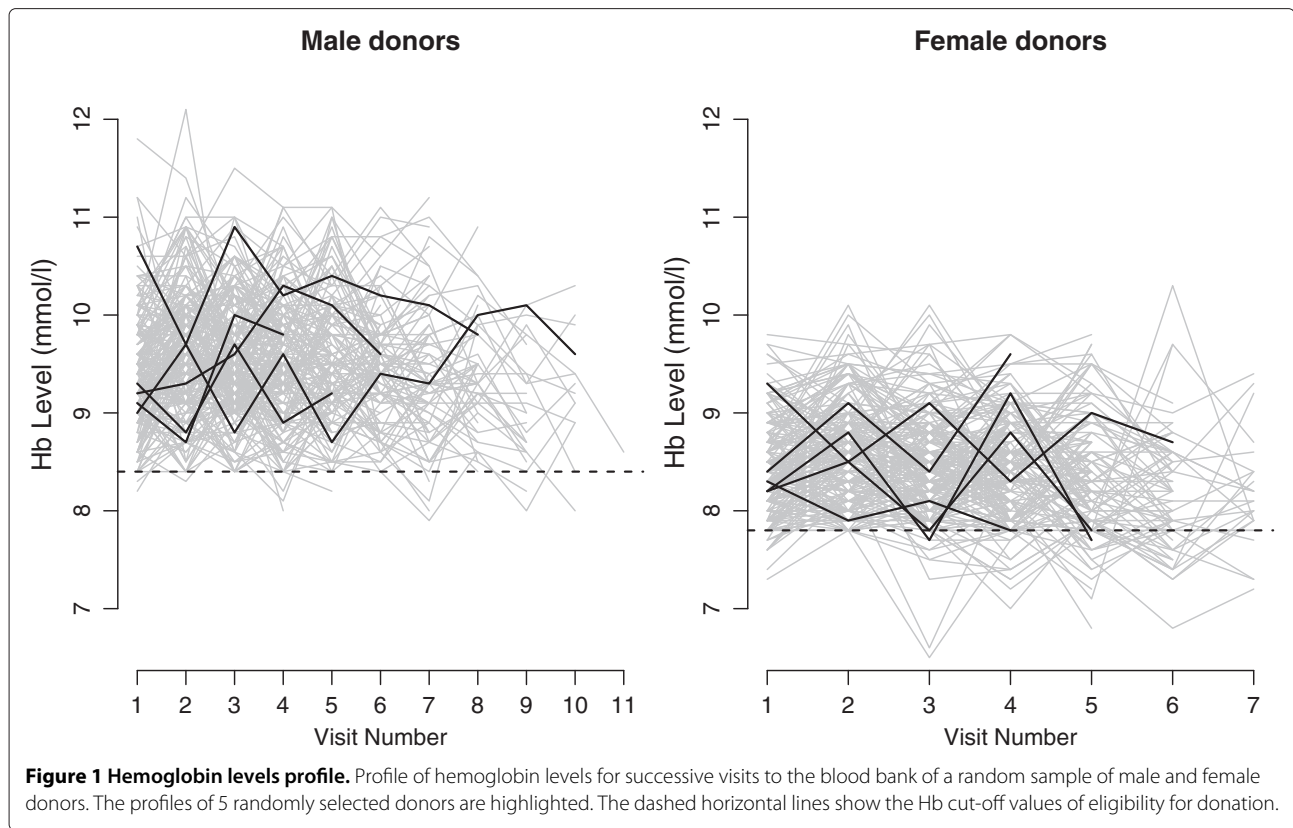 Male donors
Hb Level (mmol/l)
12
11
10
9
8
7
1 2 3 4 5 6 7 8 9 10 11
Visit Number
Female donors
Hb Level (mmol/l)
12
11
10
9
8
7
1 2 3 4 5 6 7
Visit Number
Figure 1 Hemoglobin levels profile. Profile of hemoglobin levels for successive visits to the blood bank of a random sample of male and female
donors. The profiles of 5 randomly selected donors are highlighted. The dashed horizontal lines show the Hb cut-off values of eligibility for donation.